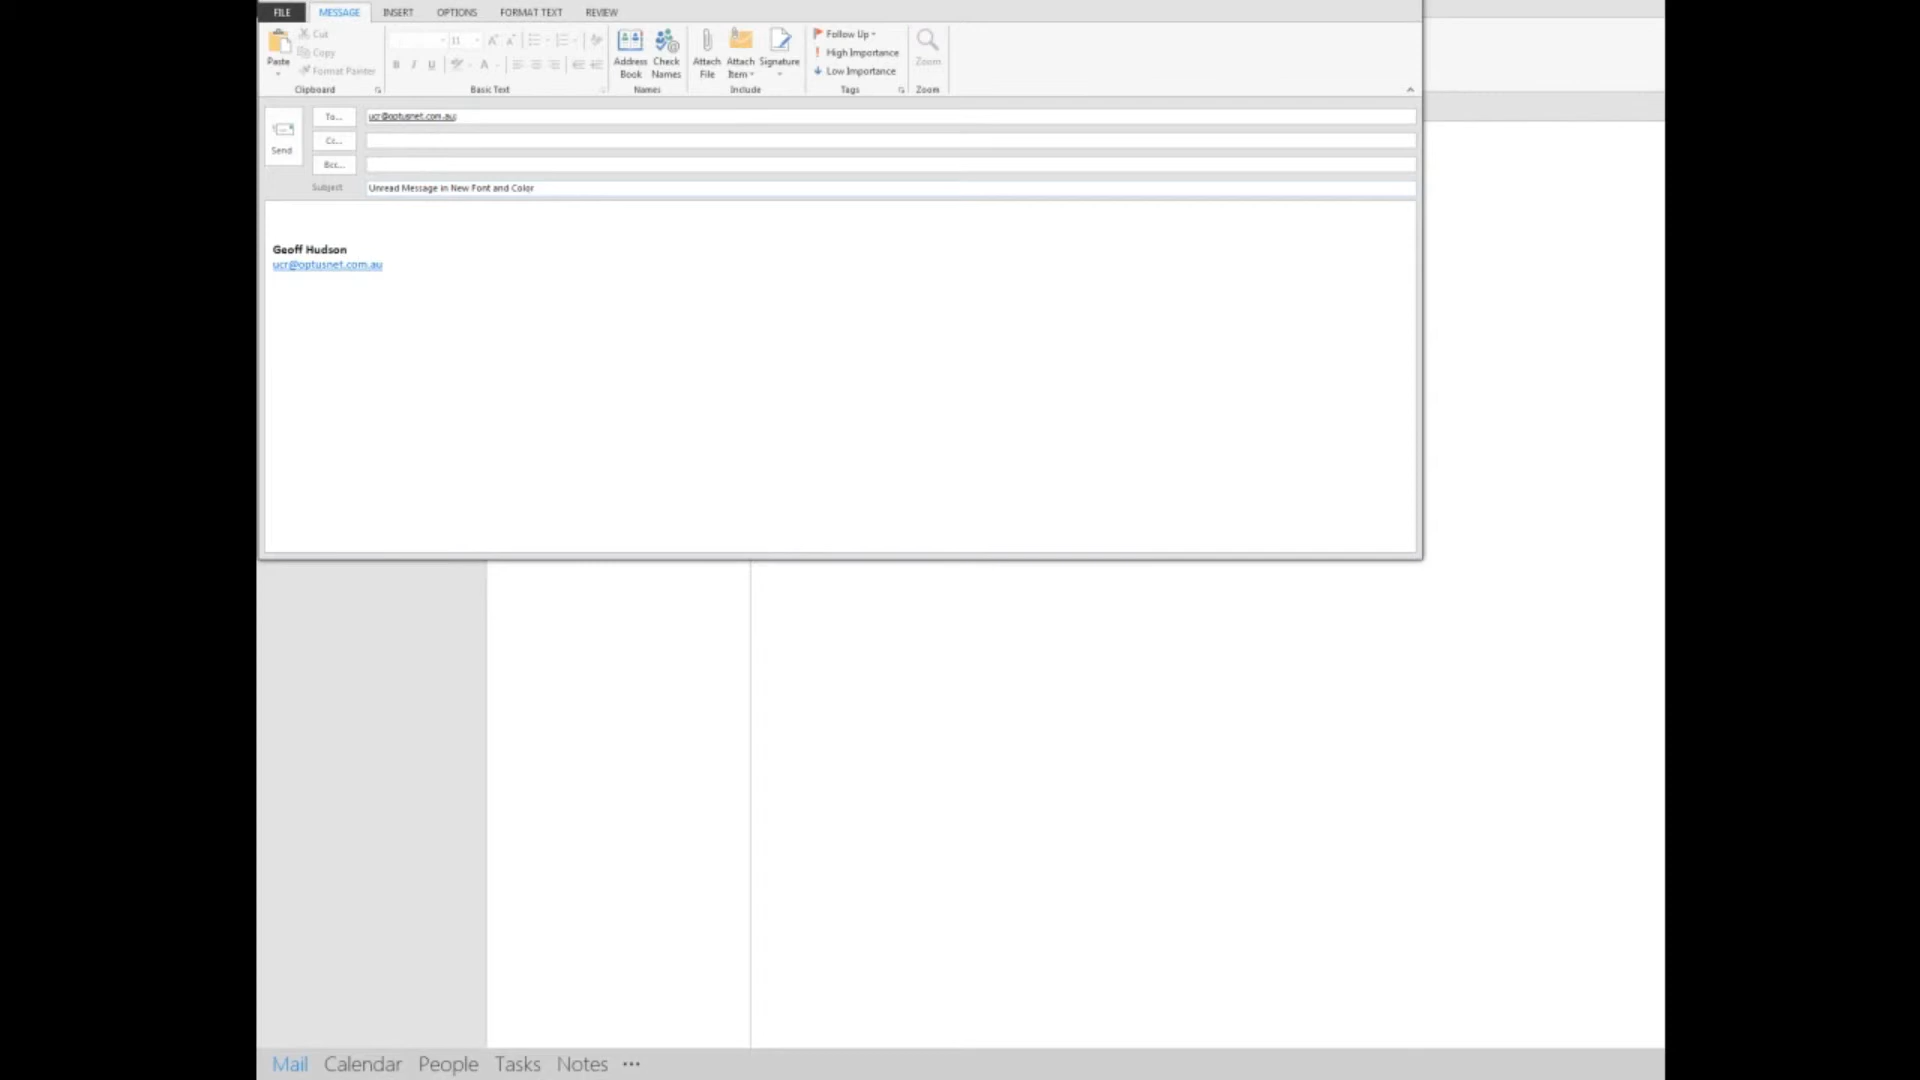 FILE MESSAGE INSERT OPTIONS FORMAT TEXT REVIEW
Paste
Cut
Copy
Format Painter
Clipboard
11
B I U
Basic Text
Address Book
Check Names
Names
Attach File
Attach Item
Signature
Include
Follow Up
High Importance
Low Importance
Tags
Zoom
Zoom
Send
To... ucr@optusnet.com.au;
Cc...
Bcc...
Subject Unread Message in New Font and Color
Geoff Hudson
ucr@optusnet.com.au
Mail Calendar People Tasks Notes •••